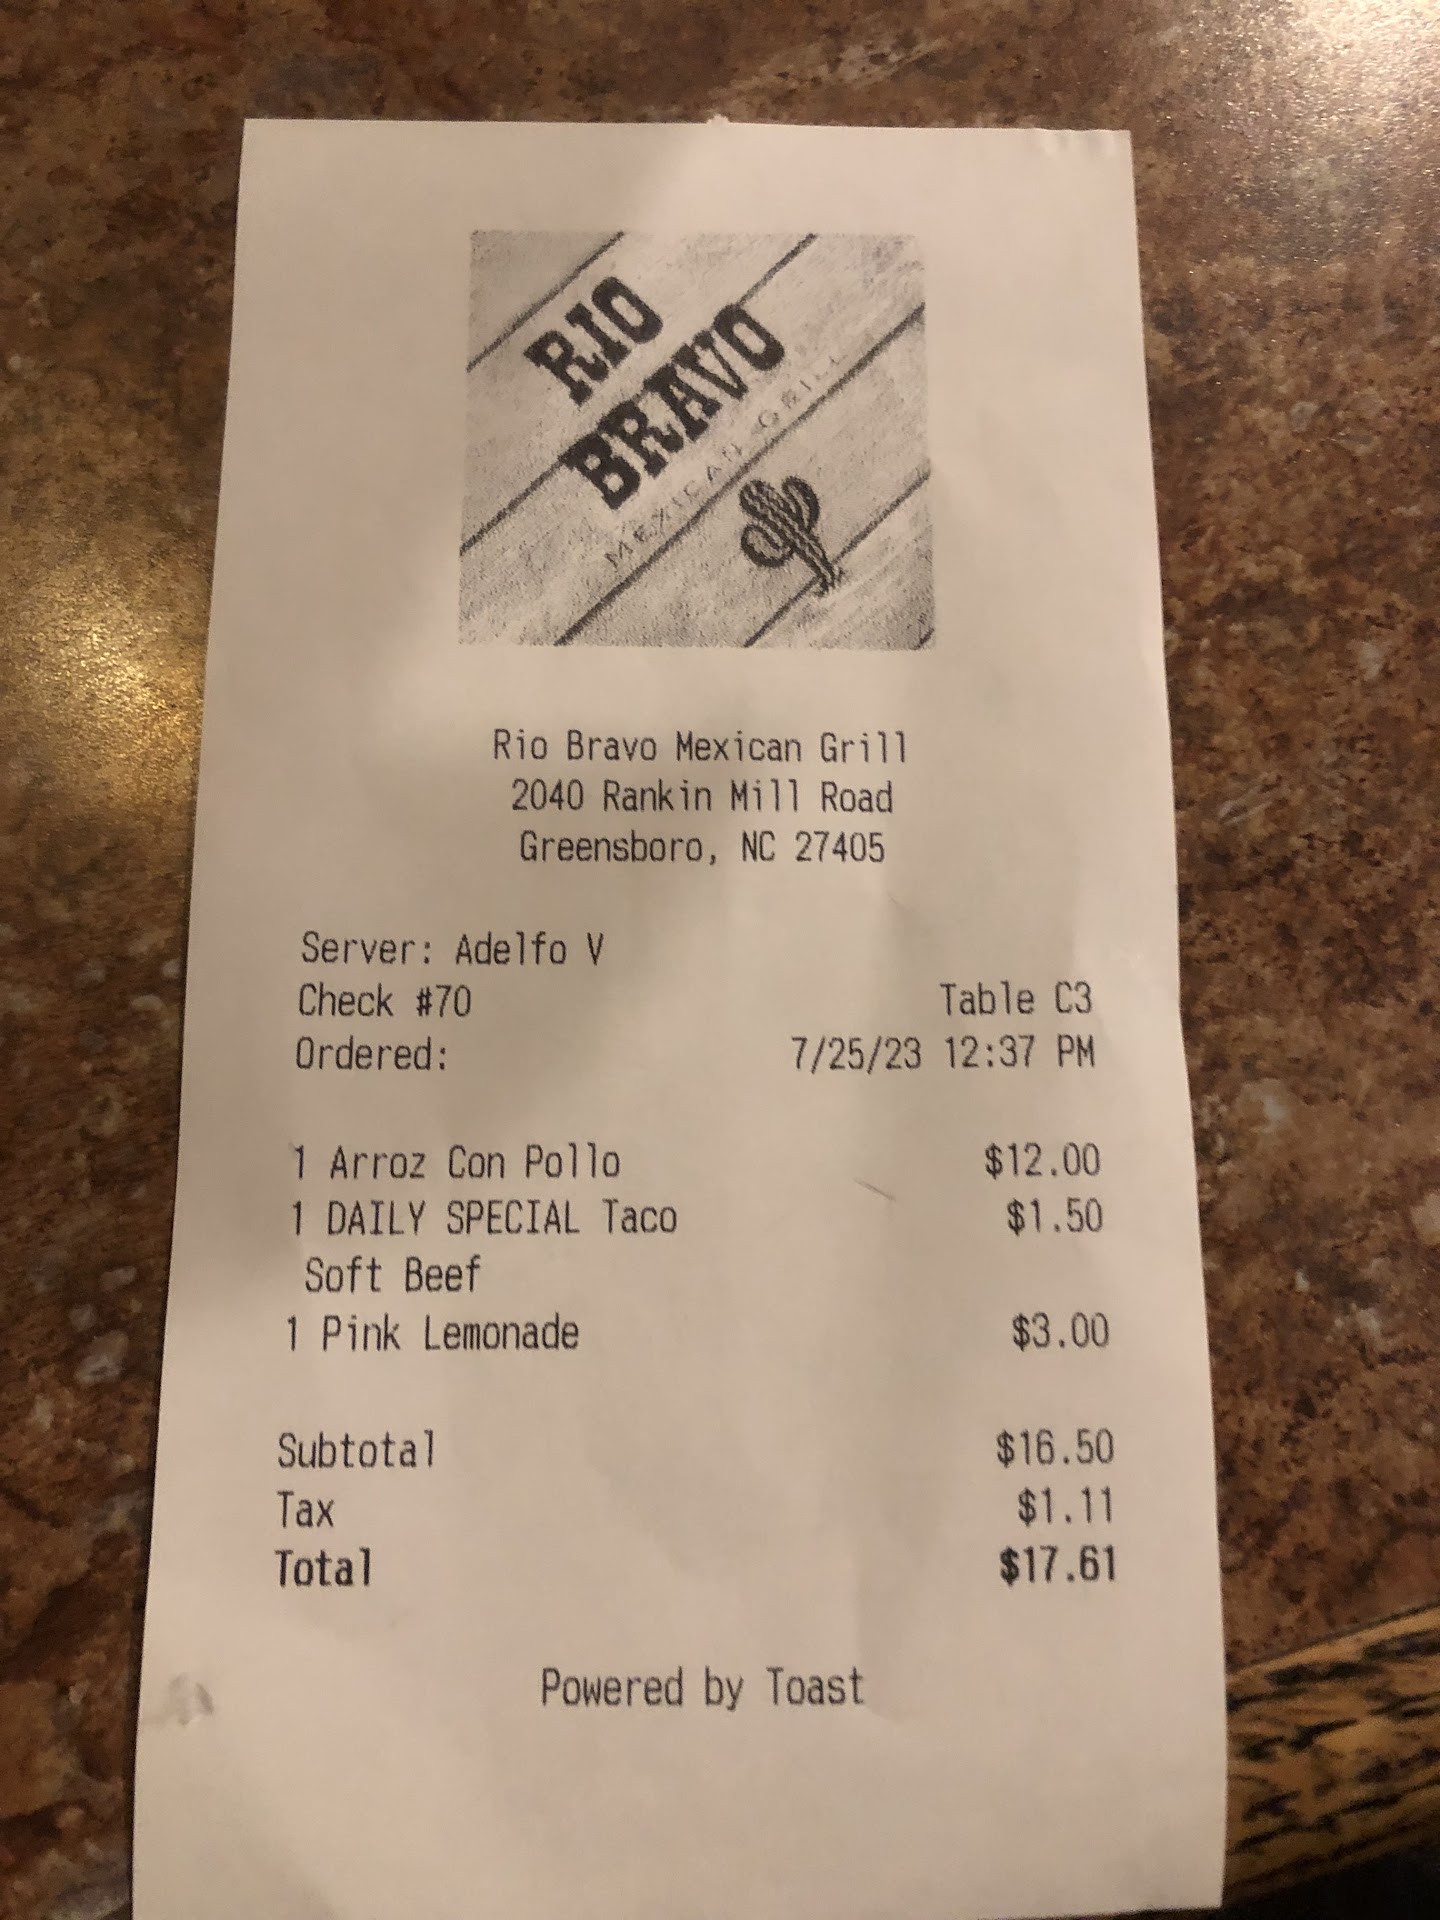 RIO
BRAVO
MEXICAN GRILL
Rio Bravo Mexican Grill
2040 Rankin Mill Road
Greensboro, NC 27405
Server: Adelfo V
Check #70 Table C3
Ordered: 7/25/23 12:37 PM
1 Arroz Con Pollo $12.00
1 DAILY SPECIAL Taco $1.50
Soft Beef
1 Pink Lemonade $3.00
Subtotal $16.50
Tax $1.11
Total $17.61
Powered by Toast